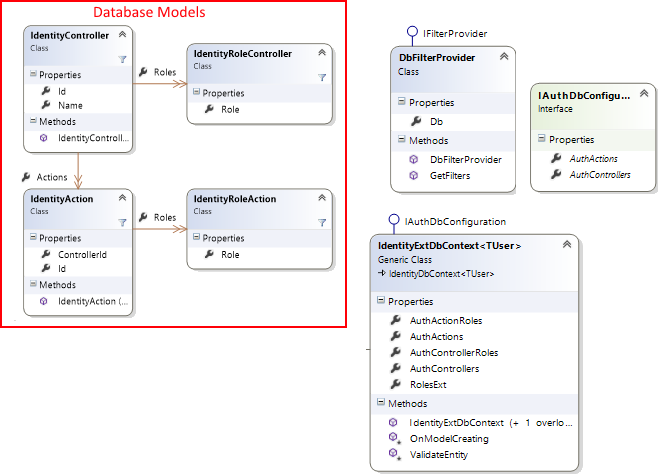 Database Models
IdentityController
Class
Properties
Id
Name
Methods
IdentityControll...
Roles
IdentityRoleController
Class
Properties
Role
Actions
IdentityAction
Class
Properties
ControllerId
Id
Methods
IdentityAction (...
Roles
IdentityRoleAction
Class
Properties
Role
IFilterProvider
DbFilterProvider
Class
Properties
Db
Methods
DbFilterProvider
GetFilters
IAuthDbConfigu...
Interface
Properties
AuthActions
AuthControllers
IAuthDbConfiguration
IdentityExtDbContext<TUser>
Generic Class
IdentityDbContext<TUser>
Properties
AuthActionRoles
AuthActions
AuthControllerRoles
AuthControllers
RolesExt
Methods
IdentityExtDbContext (+ 1 overlo...
OnModelCreating
ValidateEntity